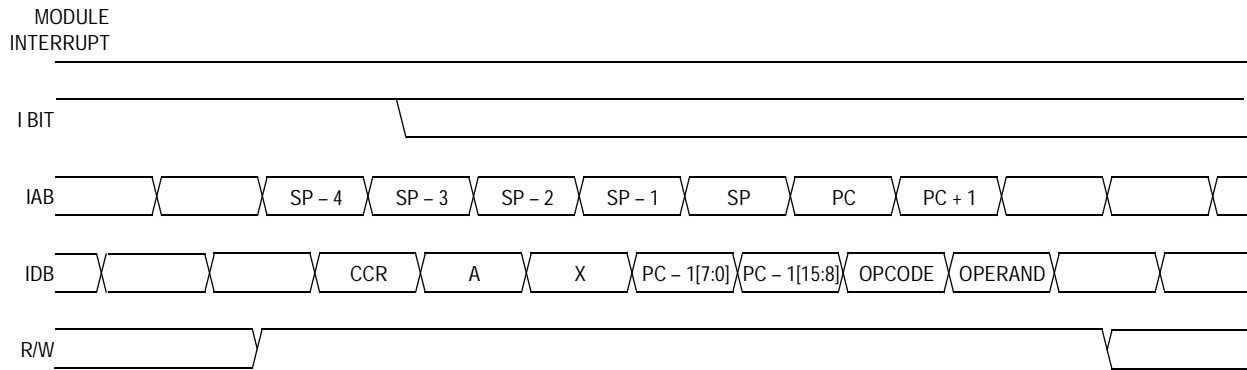 MODULE
INTERRUPT
I BIT
IAB SP – 4 SP – 3 SP – 2 SP – 1 SP PC PC + 1
IDB CCR A X PC – 1[7:0] PC – 1[15:8] OPCODE OPERAND
R/W